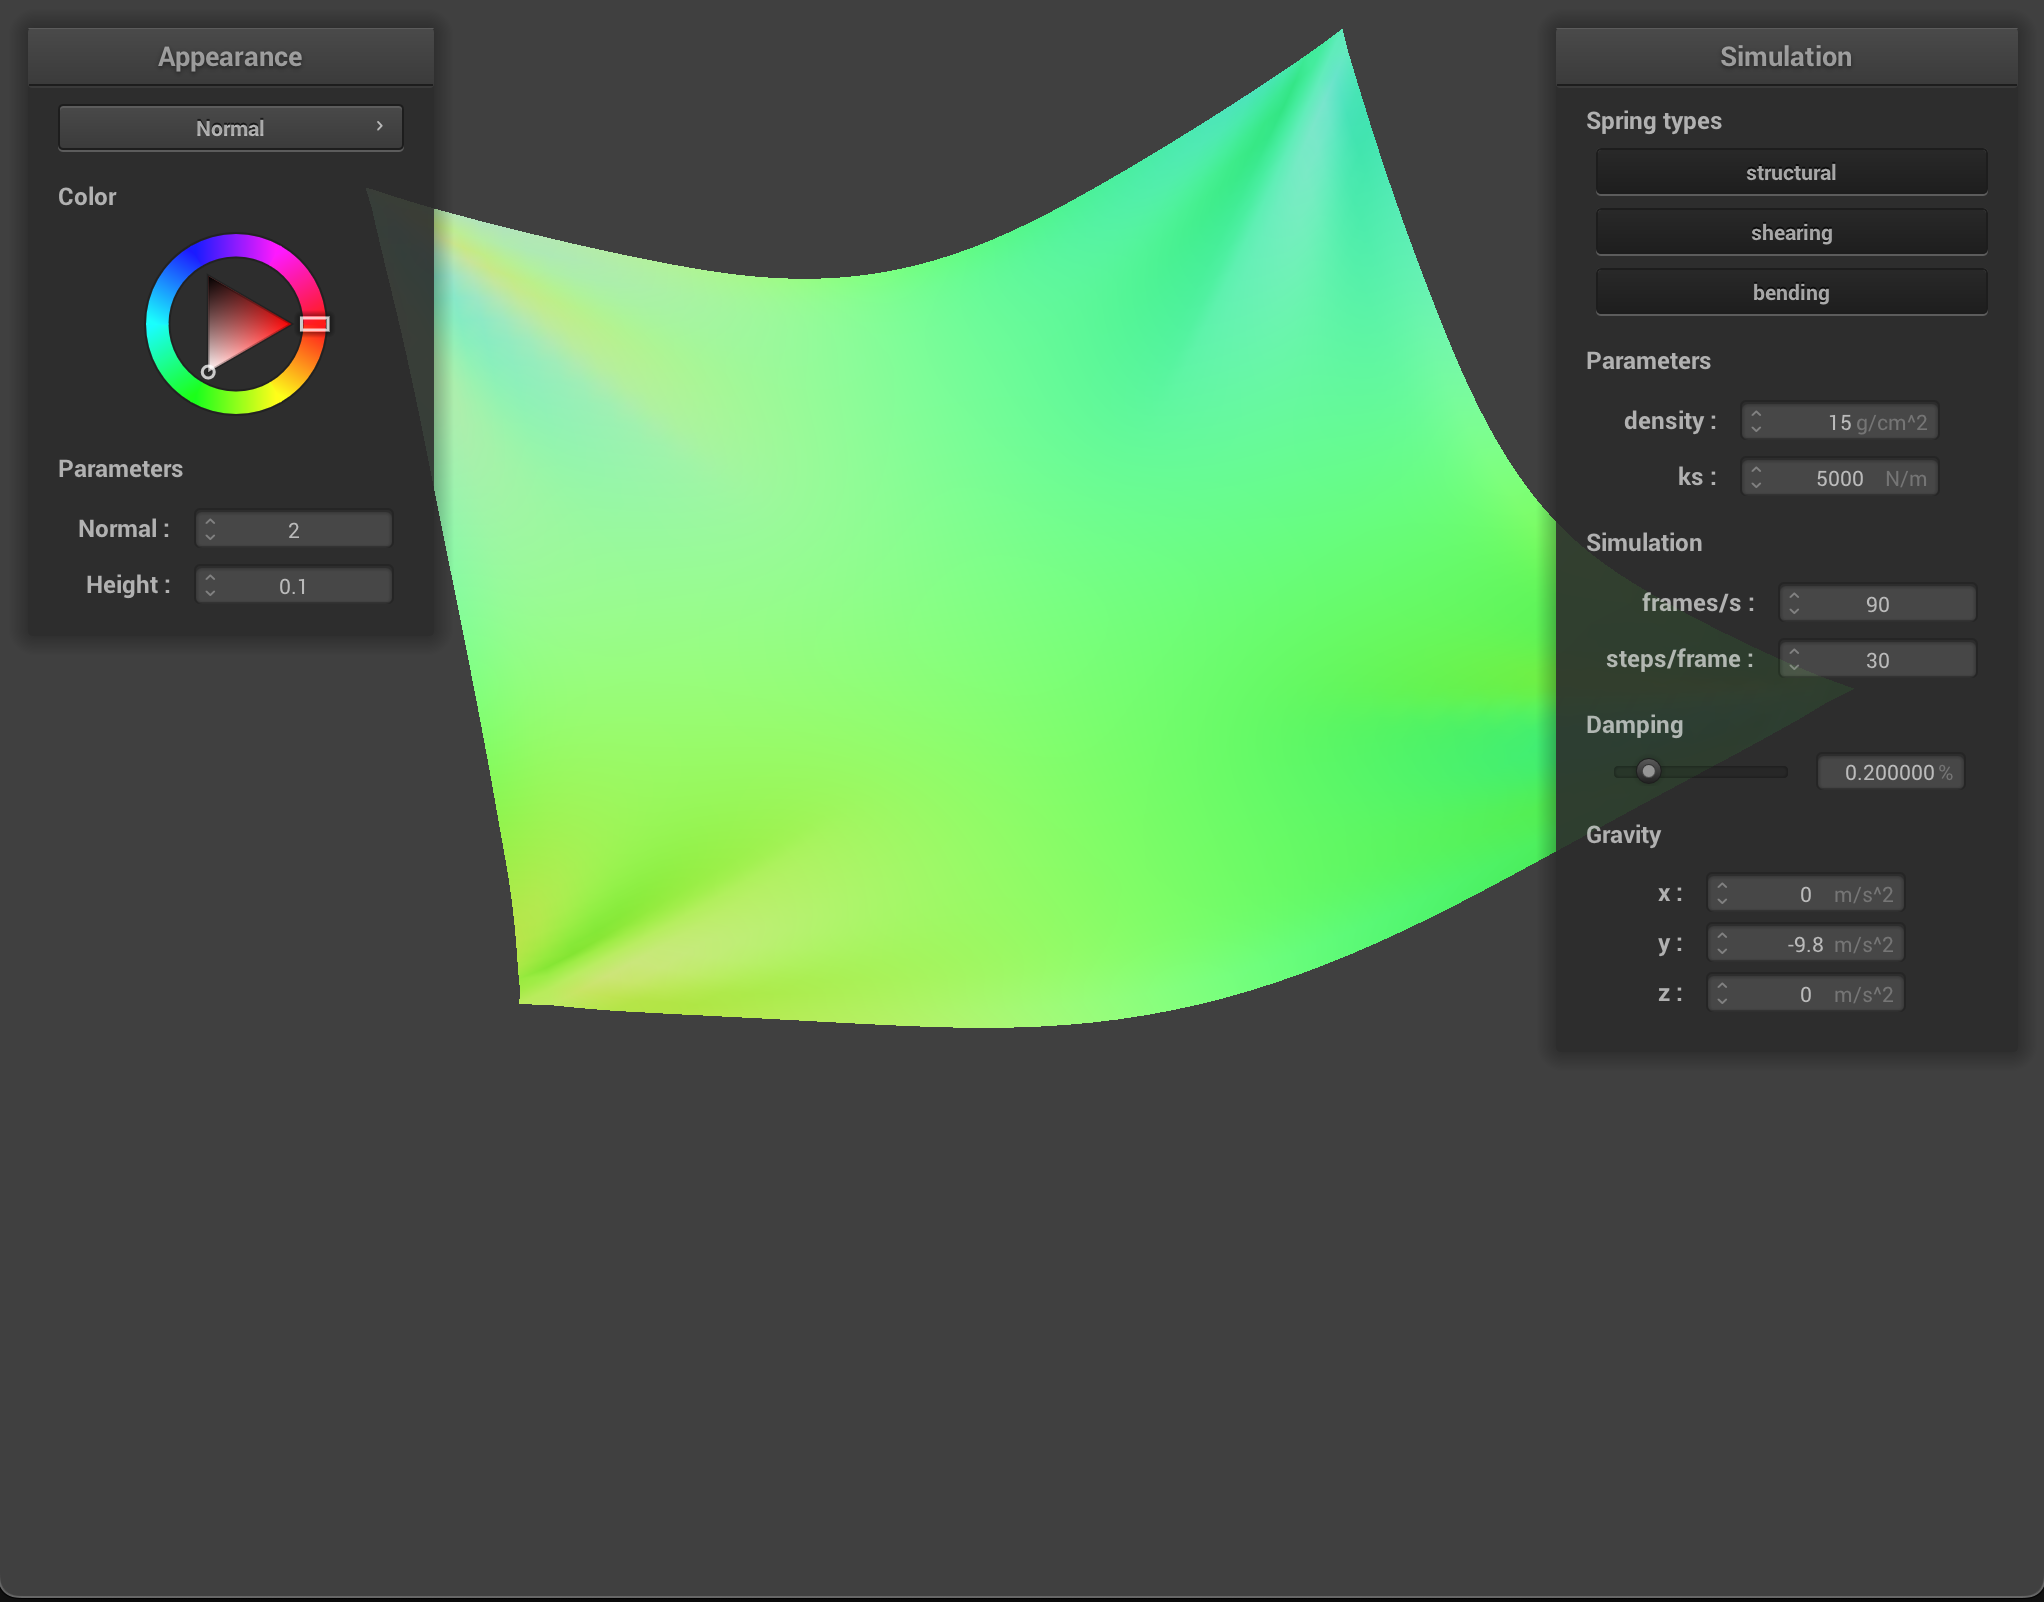 Appearance
Normal
Color
Parameters
Normal : 2
Height : 0.1
Simulation
Spring types
structural
shearing
bending
Parameters
density : 15 g/cm^2
ks : 5000 N/m
Simulation
frames/s : 90
steps/frame : 30
Damping
0.200000 %
Gravity
x : 0 m/s^2
y : -9.8 m/s^2
z : 0 m/s^2